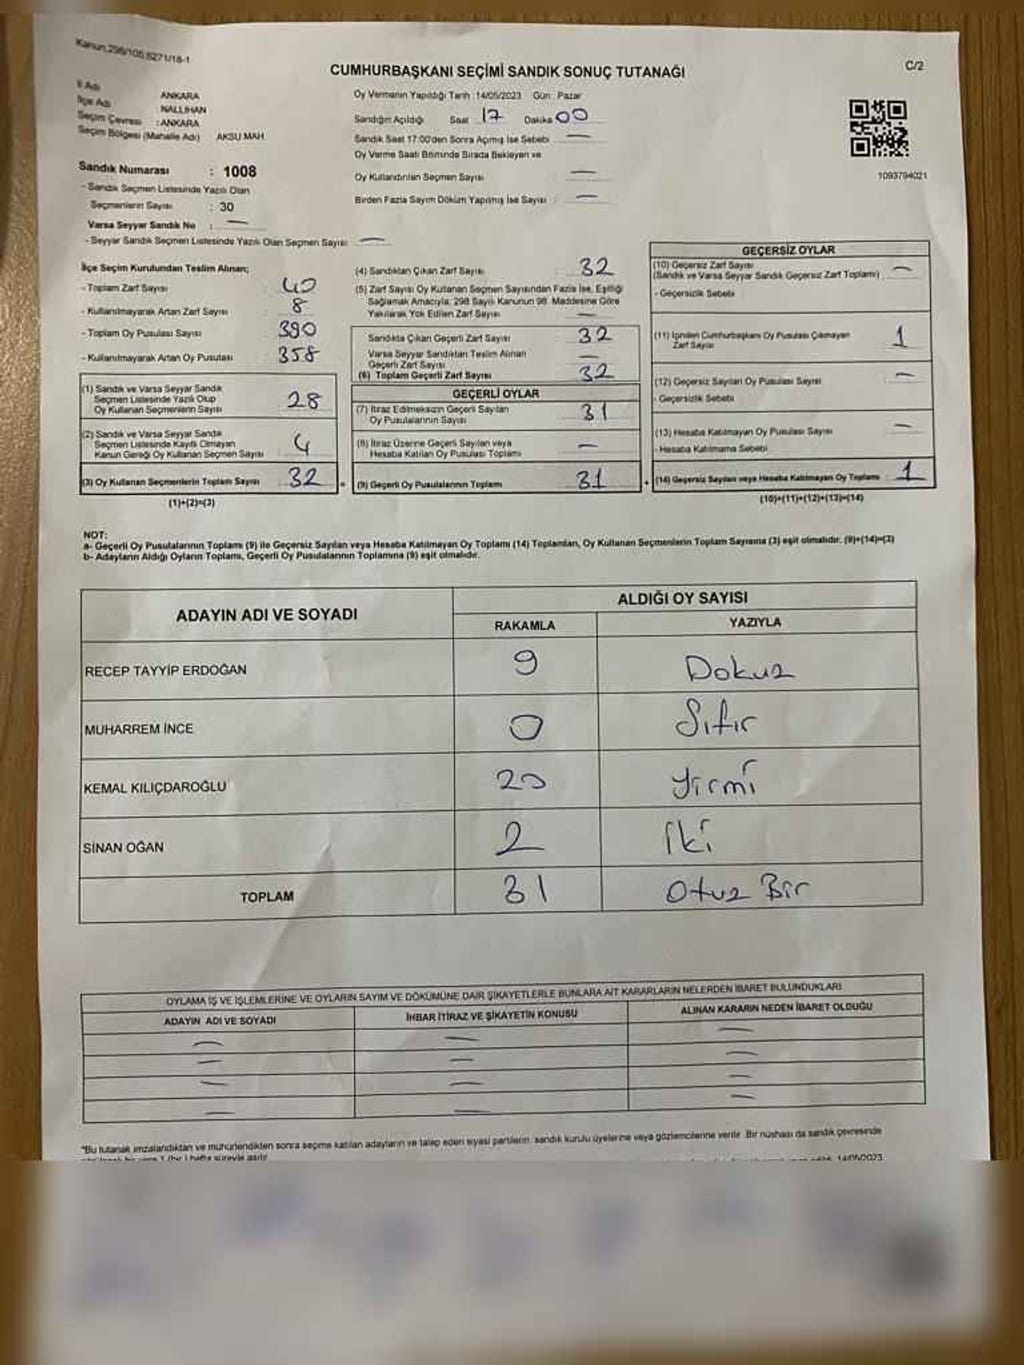 Kanun,298/105,6271/18-1
C/2
CUMHURBAŞKANI SEÇİMİ SANDIK SONUÇ TUTANAĞI
İl Adı ANKARA
İlçe Adı NALLIHAN
Seçim Çevresi : ANKARA
Seçim Bölgesi (Mahalle Adı) AKSU MAH
Sandık Numarası : 1008
- Sandık Seçmen Listesinde Yazılı Olan
Seçmenlerin Sayısı : 30
Varsa Seyyar Sandık No : —
- Seyyar Sandık Seçmen Listesinde Yazılı Olan Seçmen Sayısı —
Oy Vermenin Yapıldığı Tarih : 14/05/2023 Gün : Pazar
Sandığın Açıldığı Saat 17 Dakika 00
Sandık Saat 17:00'den Sonra Açımış İse Sebebi —
Oy Verme Saati Bitiminde Sırada Bekleyen ve
Oy Kullandırılan Seçmen Sayısı —
Birden Fazla Sayım Döküm Yapılmış İse Sayısı —
1093794021
İlçe Seçim Kurulundan Teslim Alınan;
- Toplam Zarf Sayısı : 40
- Kullanılmayarak Artan Zarf Sayısı : 8
- Toplam Oy Pusulası Sayısı : 390
- Kullanılmayarak Artan Oy Pusulası : 358
(1) Sandık ve Varsa Seyyar Sandık
Seçmen Listesinde Yazılı Olup
Oy Kullanan Seçmenlerin Sayısı : 28
(2) Sandık ve Varsa Seyyar Sandık
Seçmen Listesinde Kayıtlı Olmayan
Kanun Gereği Oy Kullanan Seçmen Sayısı : 4
(3) Oy Kullanan Seçmenlerin Toplam Sayısı : 32
(1)+(2)=(3)
(4) Sandıktan Çıkan Zarf Sayısı : 32
(5) Zarf Sayısı Oy Kullanan Seçmen Sayısından Fazla İse, Eşitliği
Sağlamak Amacıyla; 298 Sayılı Kanunun 98. Maddesine Göre
Yakılarak Yok Edilen Zarf Sayısı : —
Sandıkta Çıkan Geçerli Zarf Sayısı : 32
Varsa Seyyar Sandıktan Teslim Alınan
Geçerli Zarf Sayısı : —
(6) Toplam Geçerli Zarf Sayısı : 32
GEÇERLİ OYLAR
(7) İtiraz Edilmeksizin Geçerli Sayılan
Oy Pusulalarının Sayısı : 31
(8) İtiraz Üzerine Geçerli Sayılan veya
Hesaba Katılan Oy Pusulası Toplamı : —
(9) Geçerli Oy Pusulalarının Toplamı : 31
GEÇERSİZ OYLAR
(10) Geçersiz Zarf Sayısı
(Sandık ve Varsa Seyyar Sandık Geçersiz Zarf Toplamı) : —
- Geçersizlik Sebebi
(11) İçinden Cumhurbaşkanı Oy Pusulası Çıkmayan
Zarf Sayısı : 1
(12) Geçersiz Sayılan Oy Pusulası Sayısı : —
- Geçersizlik Sebebi
(13) Hesaba Katılmayan Oy Pusulası Sayısı : —
- Hesaba Katılmama Sebebi
(14) Geçersiz Sayılan veya Hesaba Katılmayan Oy Toplamı : 1
(10)+(11)+(12)+(13)=(14)
NOT:
a- Geçerli Oy Pusulalarının Toplamı (9) ile Geçersiz Sayılan veya Hesaba Katılmayan Oy Toplamı (14) Toplamları, Oy Kullanan Seçmenlerin Toplam Sayısına (3) eşit olmalıdır. (9)+(14)=(3)
b- Adayların Aldığı Oyların Toplamı, Geçerli Oy Pusulalarının Toplamına (9) eşit olmalıdır.
ADAYIN ADI VE SOYADI ALDIĞI OY SAYISI
RAKAMLA YAZIYLA
RECEP TAYYİP ERDOĞAN 9 Dokuz
MUHARREM İNCE 0 Sıfır
KEMAL KILIÇDAROĞLU 20 Yirmi
SİNAN OĞAN 2 İki
TOPLAM 31 Otuz Bir
OYLAMA İŞ VE İŞLEMLERİNE VE OYLARIN SAYIM VE DÖKÜMÜNE DAİR ŞİKAYETLERLE BUNLARA AİT KARARLARIN NELERDEN İBARET BULUNDUKLARI
ADAYIN ADI VE SOYADI İHBAR İTİRAZ VE ŞİKAYETİN KONUSU ALINAN KARARIN NEDEN İBARET OLDUĞU
— — —
— — —
— — —
— — —
*Bu tutanak imzalandıktan ve mühürlendikten sonra seçime katılan adayların ve talep eden siyasi partilerin, sandık kurulu üyelerine veya gözlemcilerine verilir. Bir nüshası da sandık çevresinde
1 (bir) hafta süreyle asılır. 14/05/2023